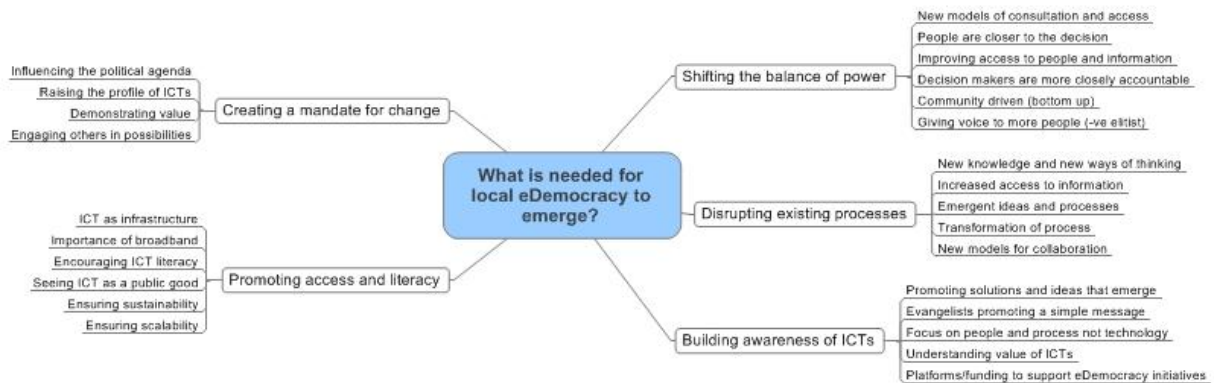 What is needed for
local eDemocracy to
emerge?
Shifting the balance of power
New models of consultation and access
People are closer to the decision
Improving access to people and information
Decision makers are more closely accountable
Community driven (bottom up)
Giving voice to more people (-ve elitist)
Disrupting existing processes
New knowledge and new ways of thinking
Increased access to information
Emergent ideas and processes
Transformation of process
New models for collaboration
Building awareness of ICTs
Promoting solutions and ideas that emerge
Evangelists promoting a simple message
Focus on people and process not technology
Understanding value of ICTs
Platforms/funding to support eDemocracy initiatives
Creating a mandate for change
Influencing the political agenda
Raising the profile of ICTs
Demonstrating value
Engaging others in possibilities
Promoting access and literacy
ICT as infrastructure
Importance of broadband
Encouraging ICT literacy
Seeing ICT as a public good
Ensuring sustainability
Ensuring scalability